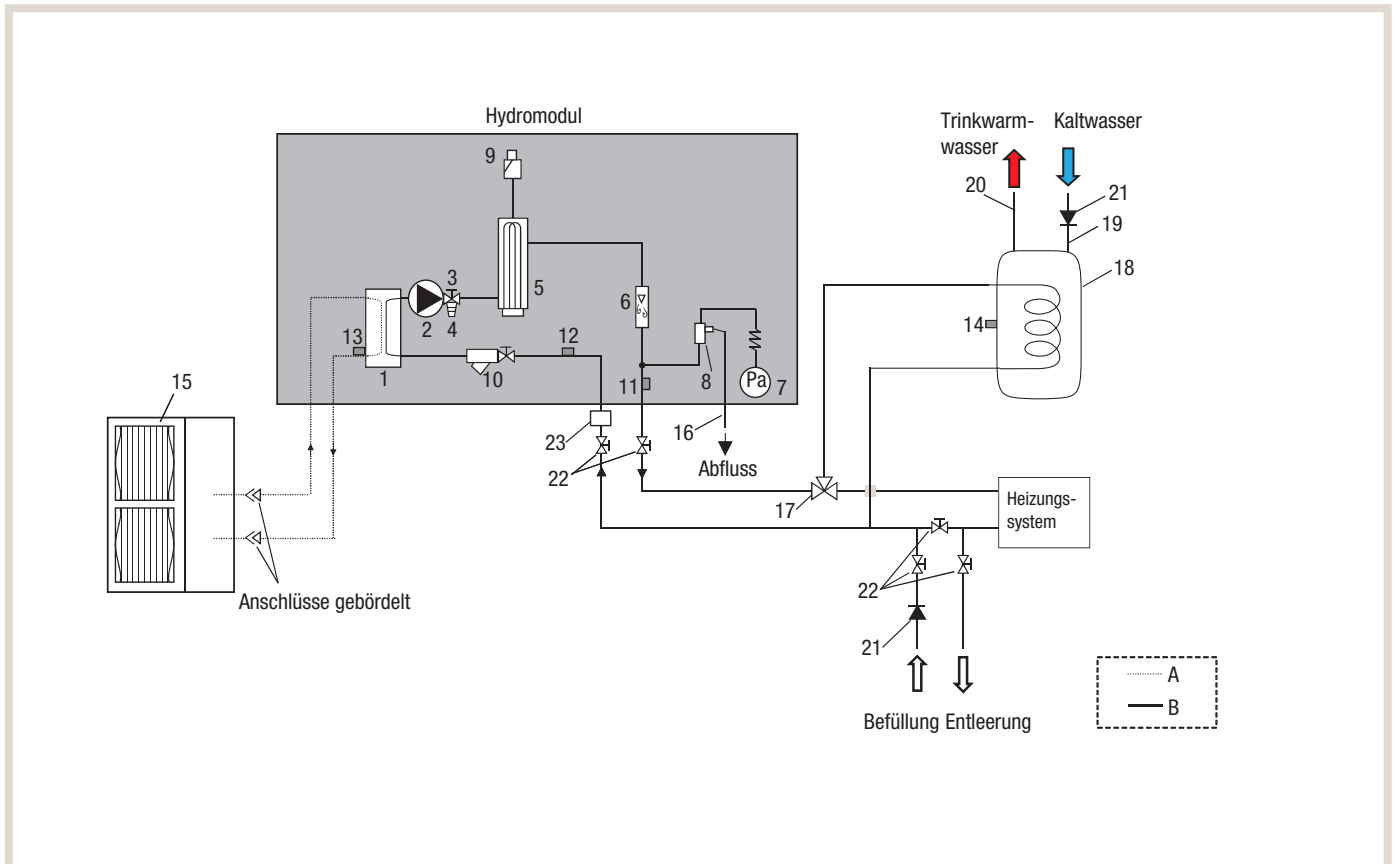 Hydromodul
Trinkwarm-
wasser
Kaltwasser
9
20
21
19
18
3
5
6
14
13
2
4
12
1
10
11
8
Pa
7
15
23
16
22
Abfluss
17
Heizungs-
system
Anschlüsse gebördelt
22
21
A
B
Befüllung
Entleerung